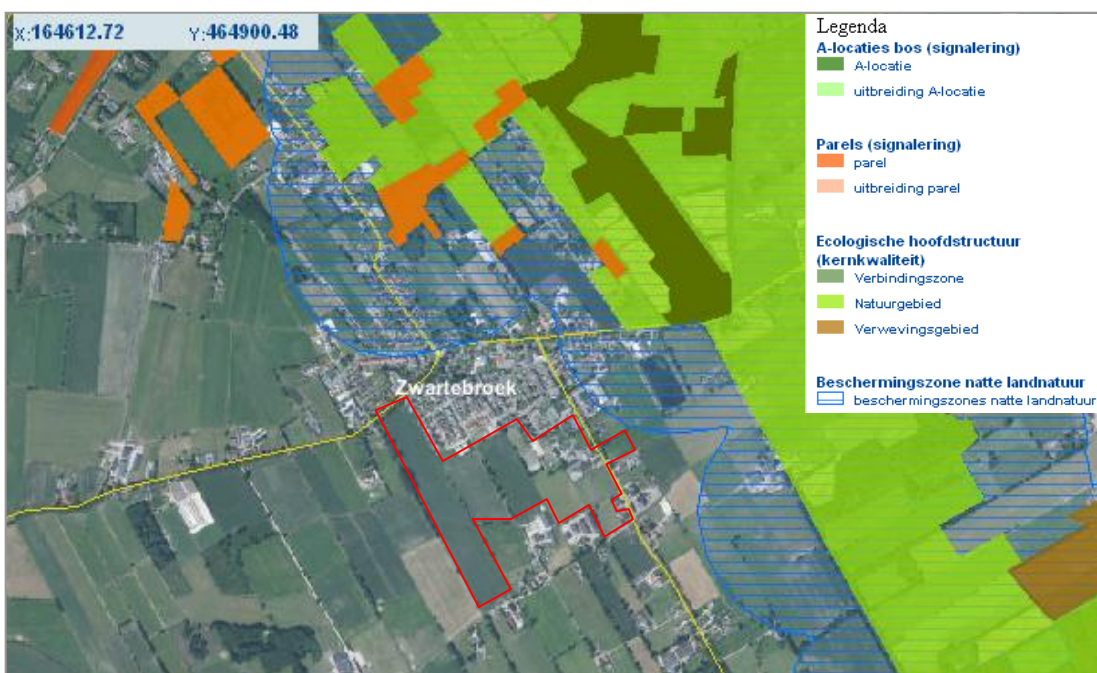 X:164612.72 Y:464900.48
Legenda
A-locaties bos (signalering)
A-locatie
uitbreiding A-locatie
Parels (signalering)
parel
uitbreiding parel
Ecologische hoofdstructuur
(kernkwaliteit)
Verbindingszone
Natuurgebied
Verwevingsgebied
Beschermingszone natte landnatuur
beschermingszones natte landnatuur
Zwartebroek